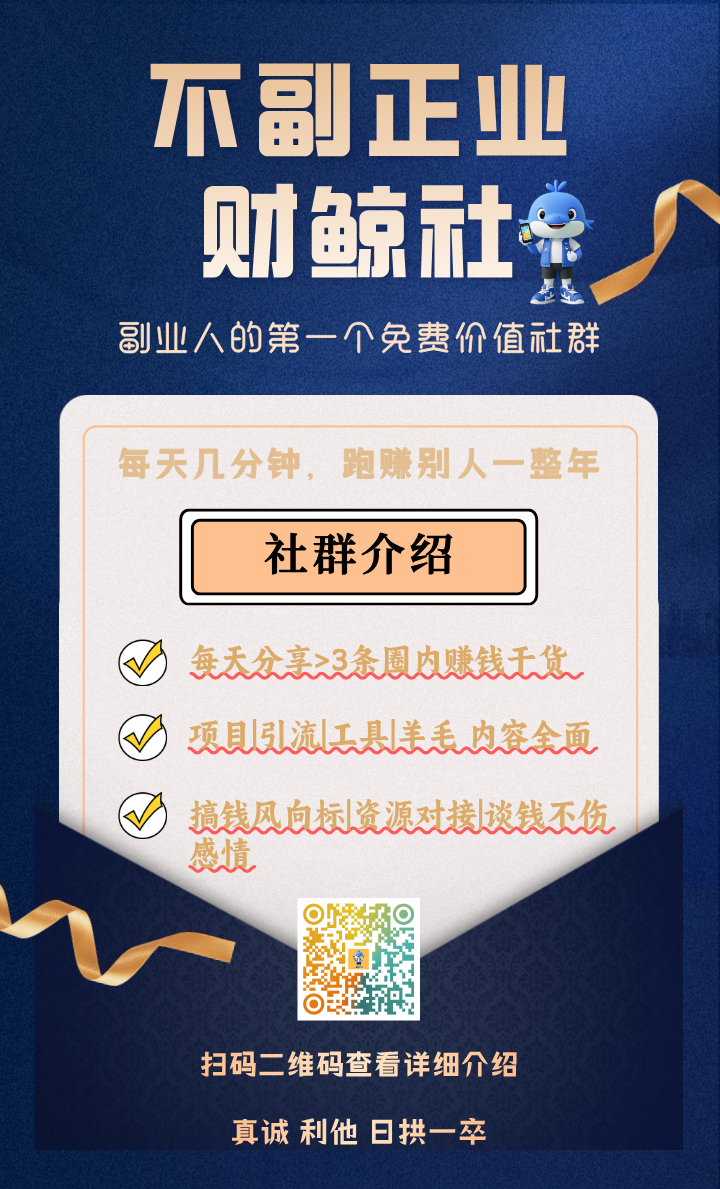 不副正业
财鲸社
副业人的第一个免费价值社群
每天几分钟，跑赚别人一整年
社群介绍
每天分享>3条圈内赚钱干货
项目|引流|工具|羊毛 内容全面
搞钱风向标|资源对接|谈钱不伤
感情
扫码二维码查看详细介绍
真诚 利他 日拱一卒